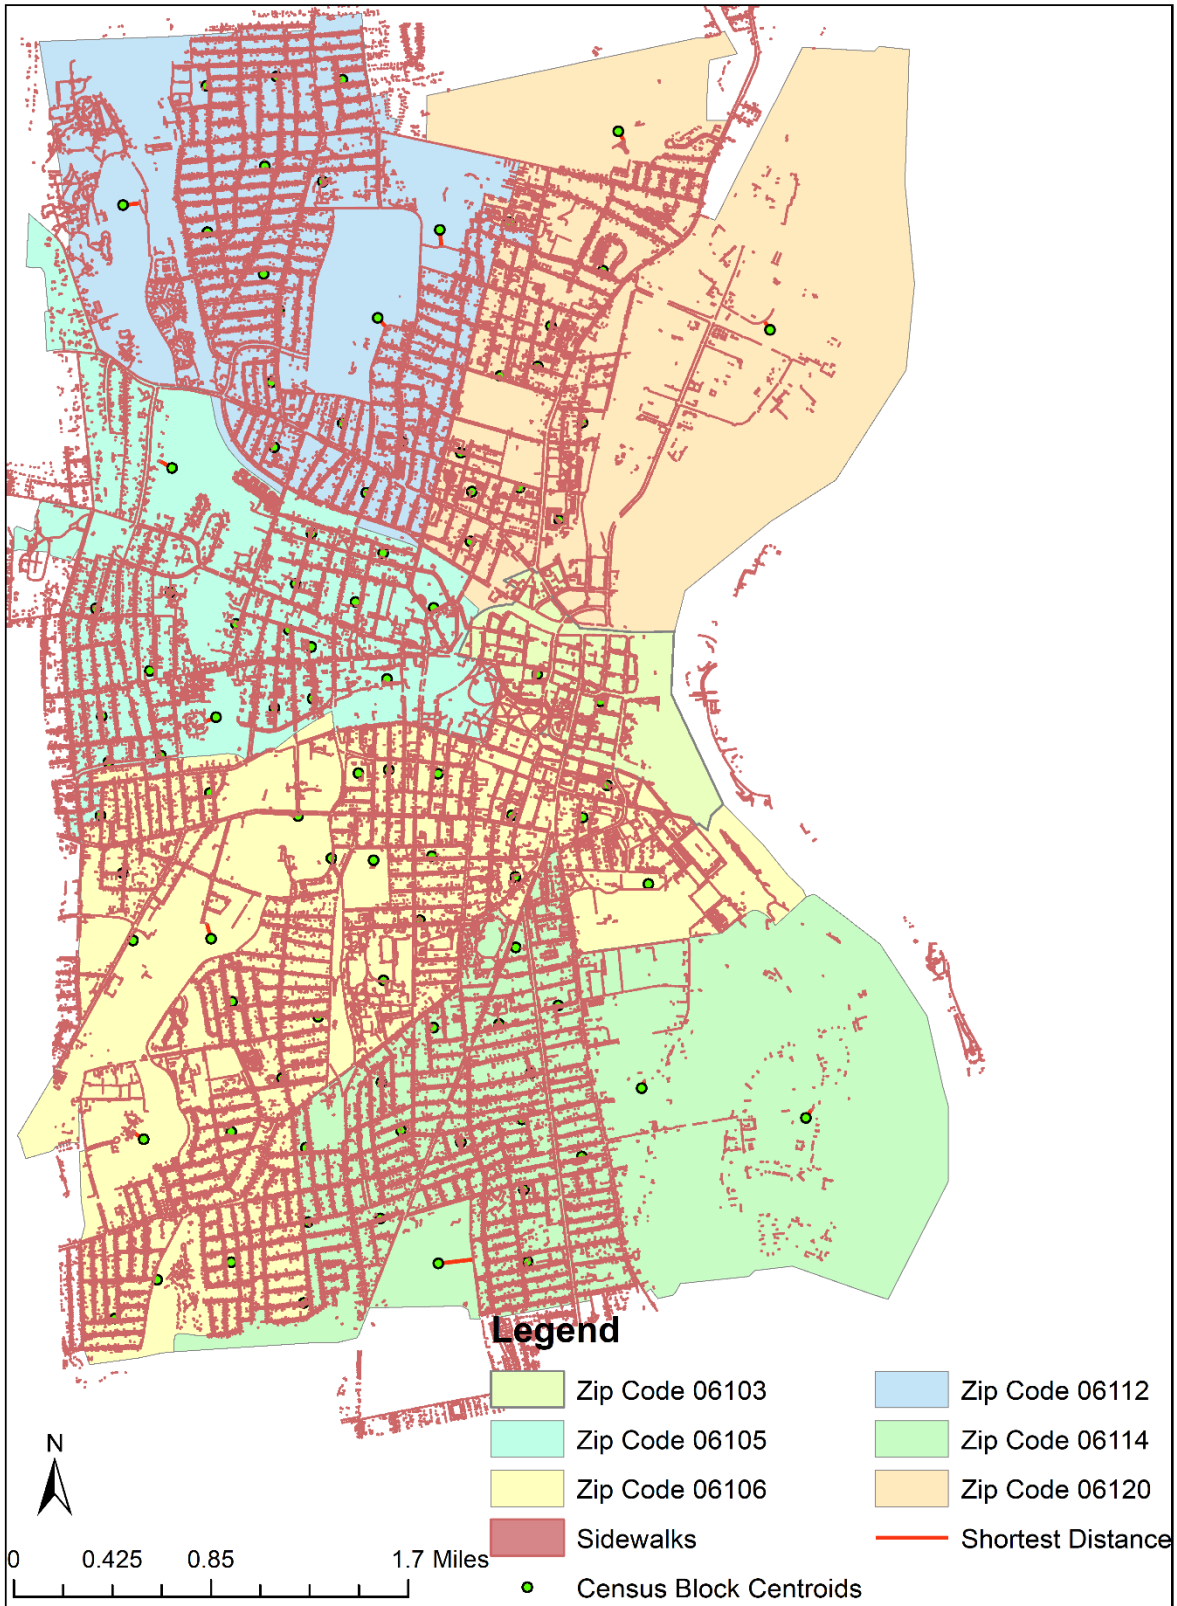 Legend
Zip Code 06103
Zip Code 06112
Zip Code 06105
Zip Code 06114
Zip Code 06106
Zip Code 06120
Sidewalks
Shortest Distance
Census Block Centroids
N
0 0.425 0.85 1.7 Miles